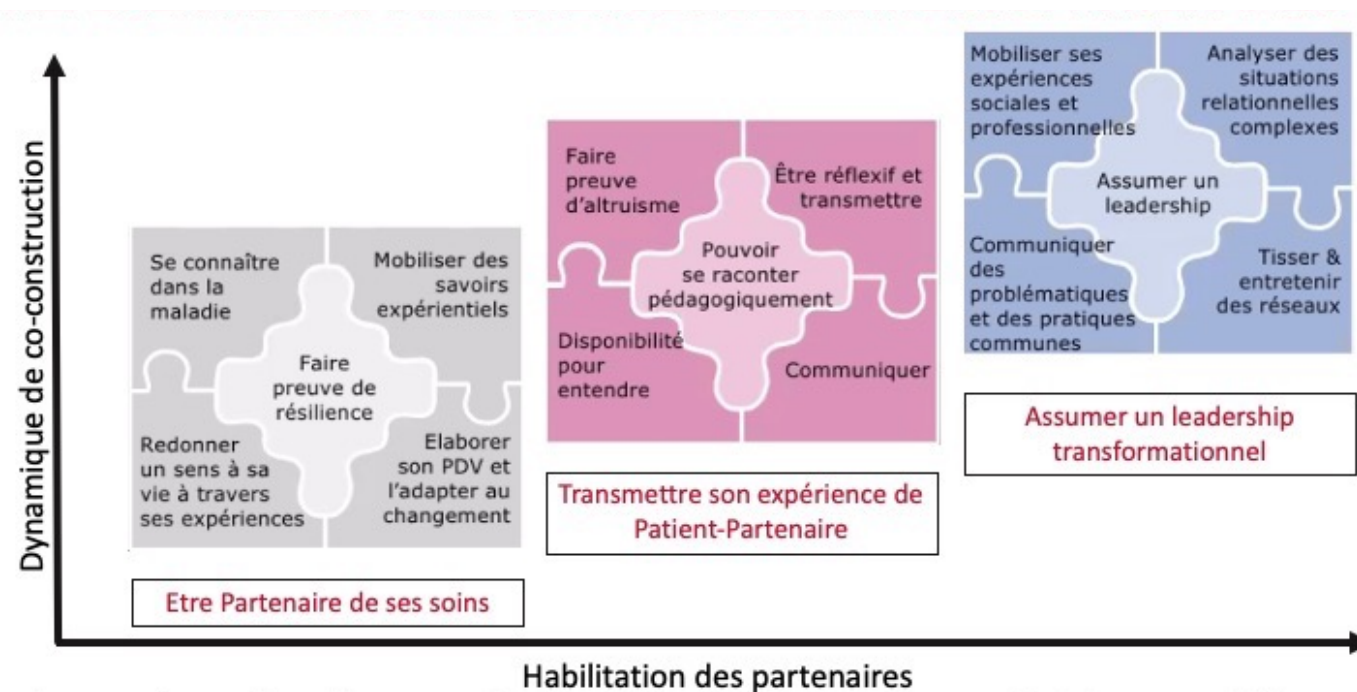 Dynamique de co-construction
Se connaître
dans la
maladie
Mobiliser des
savoirs
expérientiels
Faire
preuve de
résilience
Redonner
un sens à sa
vie à travers
ses expériences
Elaborer
son PDV et
l'adapter au
changement
Etre Partenaire de ses soins
Faire
preuve
d'altruisme
Être réflexif et
transmettre
Pouvoir
se raconter
pédagogiquement
Disponibilité
pour
entendre
Communiquer
Transmettre son expérience de
Patient-Partenaire
Mobiliser ses
expériences
sociales et
professionnelles
Analyser des
situations
relationnelles
complexes
Assumer un
leadership
Communiquer
des
problématiques
et des pratiques
communes
Tisser &
entretenir
des réseaux
Assumer un leadership
transformationnel
Habilitation des partenaires